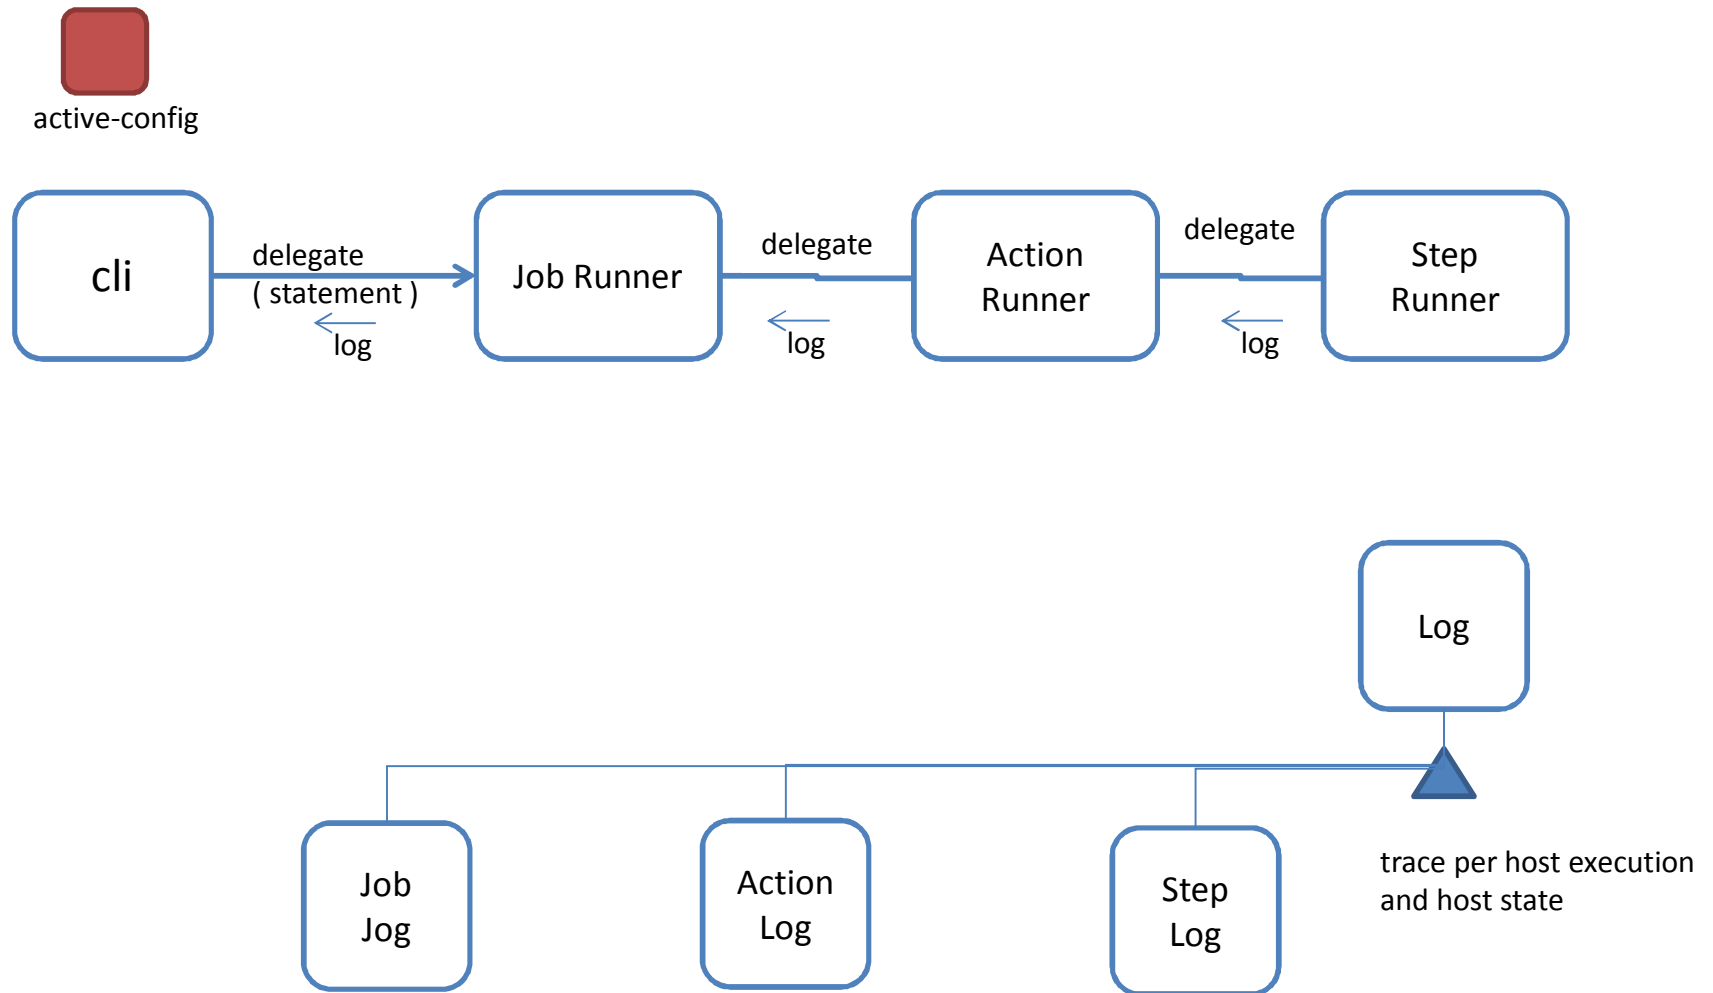 active-config
cli
delegate
( statement )
log
Job Runner
delegate
log
Action
Runner
delegate
log
Step
Runner
Log
Job
Jog
Action
Log
Step
Log
trace per host execution
and host state